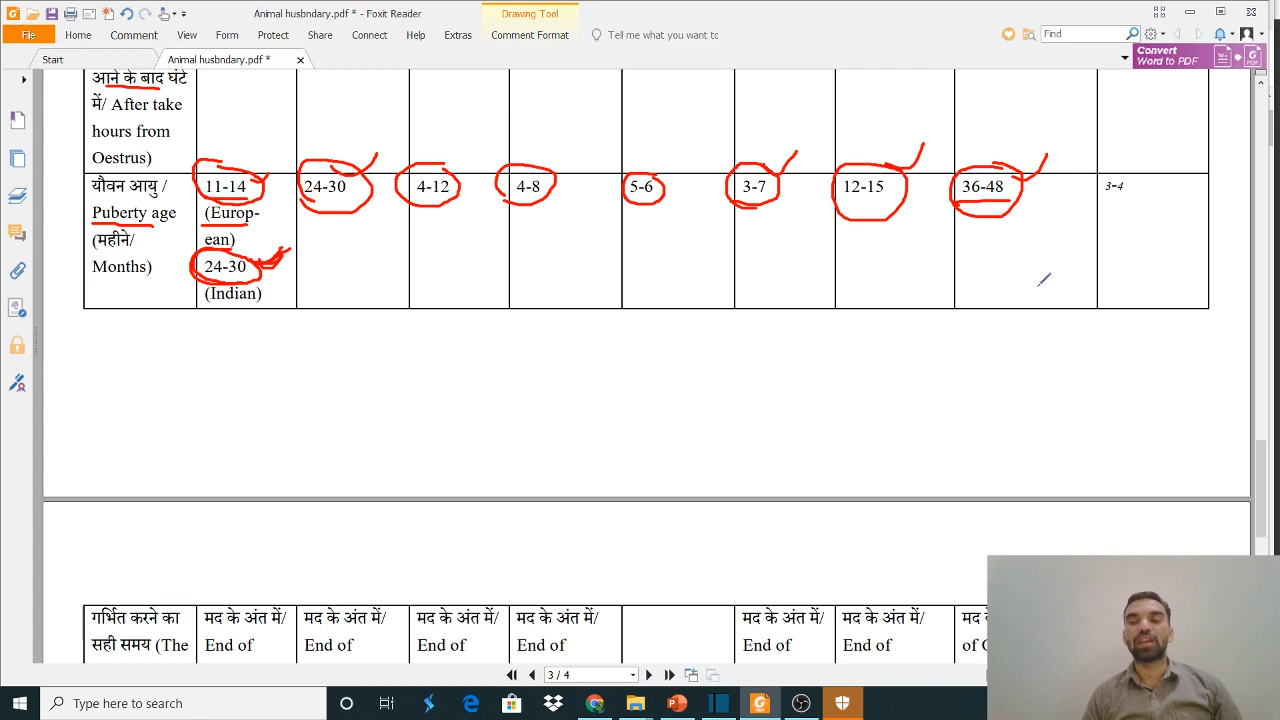 Animal husbndary.pdf * - Foxit Reader
Drawing Tool
File Home Comment View Form Protect Share Connect Help Extras Comment Format Tell me what you want to Find
Start Animal husbndary.pdf *
Convert
Word to PDF
PDF
आने के बाद घंटे
में/ After take
hours from
Oestrus)
यौवन आयु / 11-14 24-30 4-12 4-8 5-6 3-7 12-15 36-48 3-4
Puberty age (Europ-
(महीने/ ean)
Months) 24-30
(Indian)
गर्भित करने का मद के अंत में/ मद के अंत में/ मद के अंत में/ मद के अंत में/ मद के अंत में/ मद के अंत में/ मद
सही समय (The End of End of End of End of End of End of of
3 / 4
Type here to search